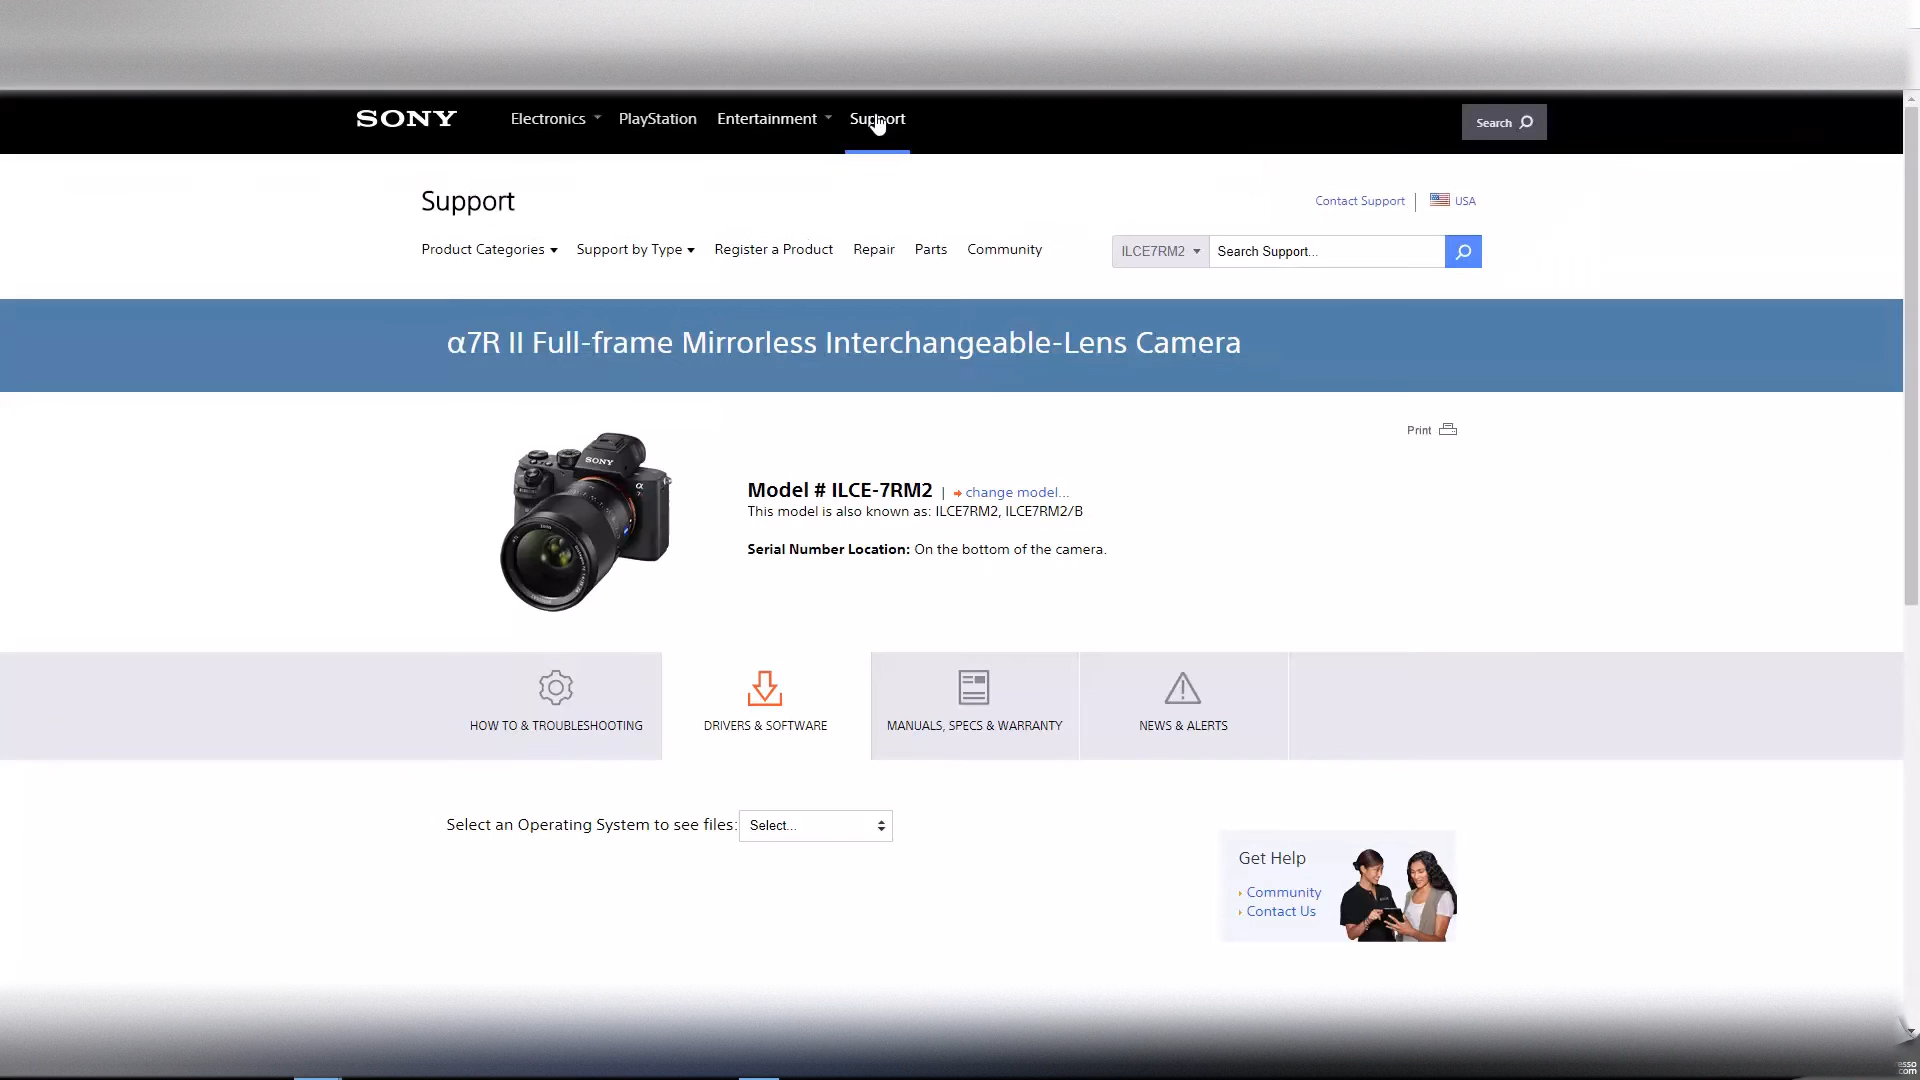 SONY
Electronics
PlayStation
Entertainment
Support
Search
Support
Contact Support
USA
Product Categories
Support by Type
Register a Product
Repair
Parts
Community
ILCE7RM2
Search Support...
α7R II Full-frame Mirrorless Interchangeable-Lens Camera
Print
SONY
Model # ILCE-7RM2 | change model...
This model is also known as: ILCE7RM2, ILCE7RM2/B
Serial Number Location: On the bottom of the camera.
HOW TO & TROUBLESHOOTING
DRIVERS & SOFTWARE
MANUALS, SPECS & WARRANTY
NEWS & ALERTS
Select an Operating System to see files:
Select...
Get Help
Community
Contact Us